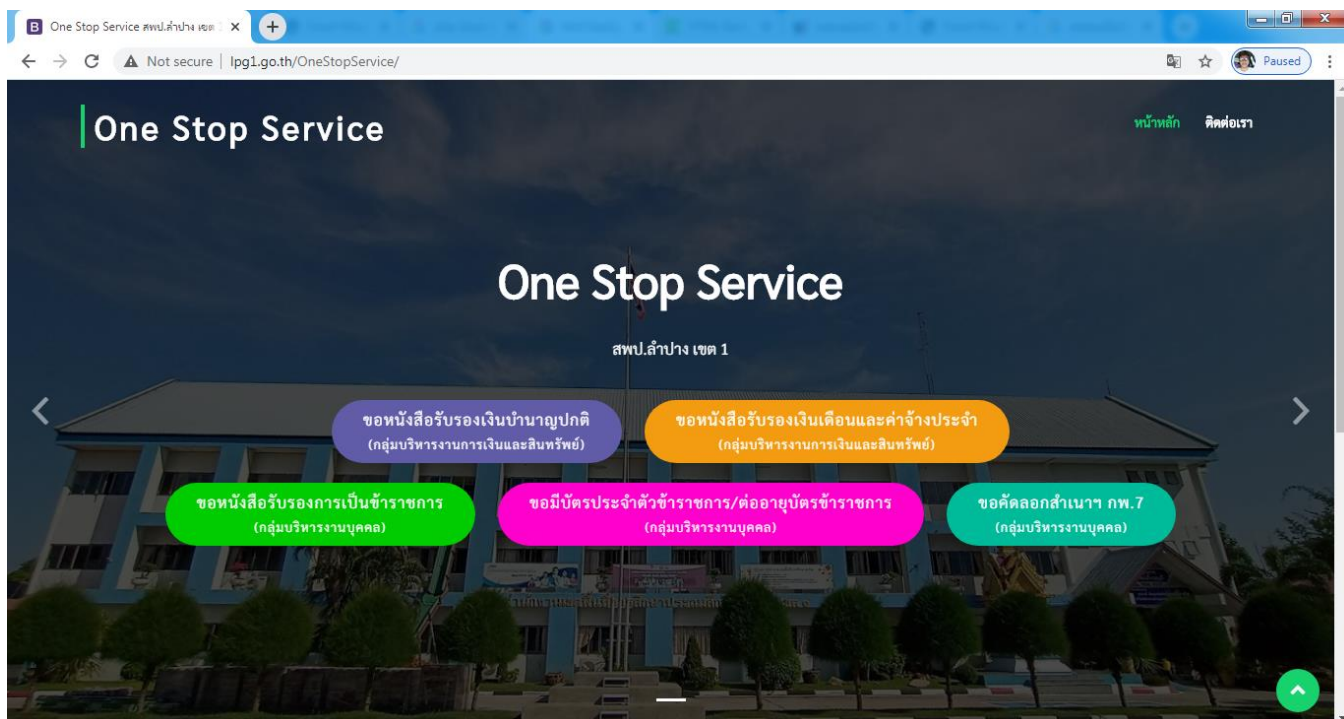 One Stop Service สพป.ลำปาง เขต
Not secure | lpg1.go.th/OneStopService/
Paused
One Stop Service
หน้าหลัก ติดต่อเรา
One Stop Service
สพป.ลำปาง เขต 1
ขอหนังสือรับรองเงินบำนาญปกติ
(กลุ่มบริหารงานการเงินและสินทรัพย์)
ขอหนังสือรับรองเงินเดือนและค่าจ้างประจำ
(กลุ่มบริหารงานการเงินและสินทรัพย์)
ขอหนังสือรับรองการเป็นข้าราชการ
(กลุ่มบริหารงานบุคคล)
ขอมีบัตรประจำตัวข้าราชการ/ต่ออายุบัตรข้าราชการ
(กลุ่มบริหารงานบุคคล)
ขอคัดลอกสำเนาฯ กพ.7
(กลุ่มบริหารงานบุคคล)